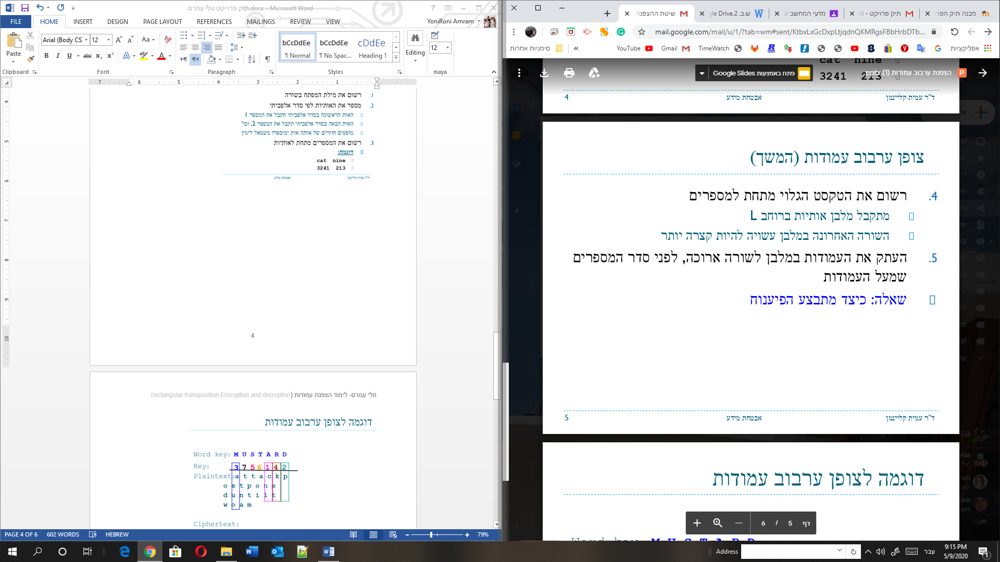 תיק פרוייקט טלי עמרם.docx - Microsoft Word
FILE HOME INSERT DESIGN PAGE LAYOUT REFERENCES MAILINGS REVIEW VIEW
YoniRoni Amram
Paste
Arial (Body CS 12
Aa
Normal
No Spac...
Heading 1
Editing
12
Clipboard Font Paragraph Styles maya
1. רשום את מילת המפתח בשורה
2. מספר את האותיות לפי סדר אלפביתי
האות הראשונה בסדר אלפביתי תקבל את המספר 1
האות הבאה בסדר אלפביתי תקבל את המספר 2, וכו'
מופעים חוזרים של אותה אות ימוספרו משמאל לימין
3. רשום את המספרים מתחת לאותיות
דוגמה:
cat nine
3241 213
ד"ר עמית קליינמן אבטחת מידע
4
טלי עמרם- לימוד הצפנת עמודות (rectangular transposition Encryption and decryption)
דוגמה לצופן ערבוב עמודות
Word key: M U S T A R D
Key: 3 7 5 6 1 4 2
Plaintext: a t t a c k p
o s t p o n e
d u n t i l t
w o a m
Ciphertext:
PAGE 4 OF 6 602 WORDS HEBREW 79%
שיטת ההצפנה
ש.ב. 2.Google Drive
מדעי המחשב
תיק פרויקט
מבנה תיק הפרו
mail.google.com/mail/u/1/?tab=wm#sent/KtbxLxGcDxpLtjqdnQKMRgsFBbHrbDTb...
אפליקציות
TimeWatch
Gmail
YouTube
סימניות אחרות
הצפנת ערבוב עמודות (1).pptx
פתח באמצעות Google Slides
cat nine
3241 213
ד"ר עמית קליינמן אבטחת מידע 4
צופן ערבוב עמודות (המשך)
4. רשום את הטקסט הגלוי מתחת למספרים
מתקבל מלבן אותיות ברוחב L
השורה האחרונה במלבן עשויה להיות קצרה יותר
5. העתק את העמודות במלבן לשורה ארוכה, לפני סדר המספרים
שמעל העמודות
שאלה: כיצד מתבצע הפיענוח
ד"ר עמית קליינמן אבטחת מידע 5
דוגמה לצופן ערבוב עמודות
דף 5 / 6
Word key: M U S T A R D
Address
עבר
9:15 PM
5/9/2020